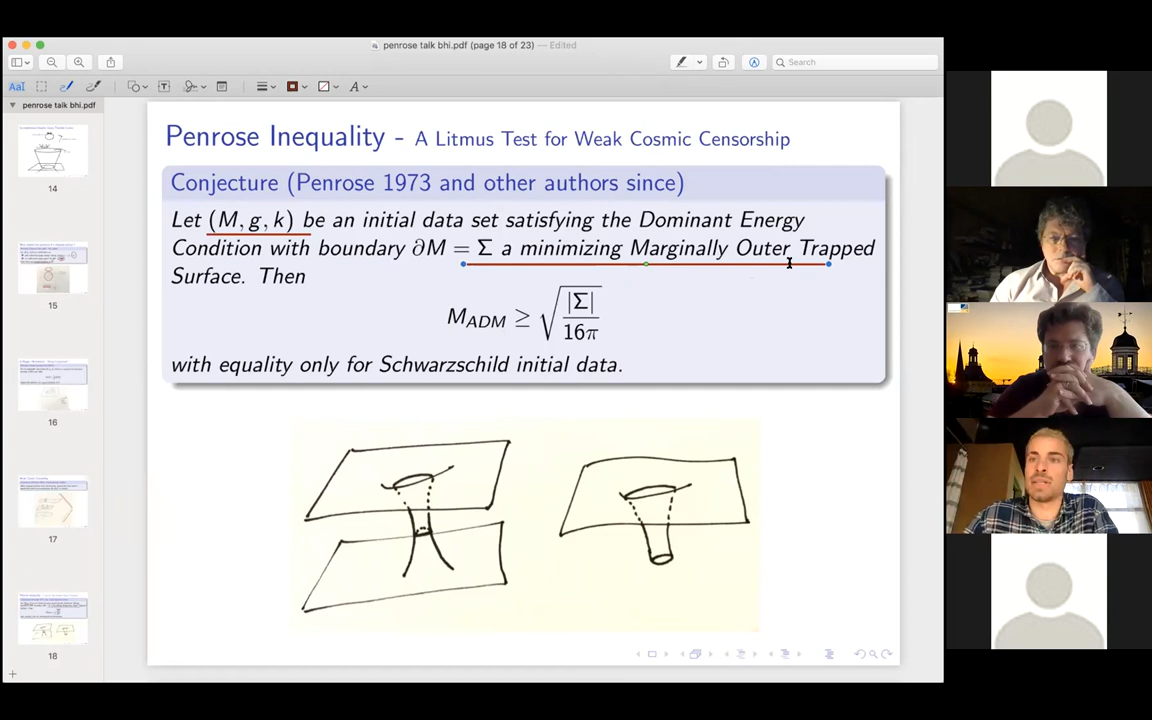 penrose talk bhi.pdf (page 18 of 23) — Edited
Search
penrose talk bhi.pdf
14
15
16
17
18
Penrose Inequality - A Litmus Test for Weak Cosmic Censorship
Conjecture (Penrose 1973 and other authors since)
Let (M, g, k) be an initial data set satisfying the Dominant Energy
Condition with boundary ∂M = Σ a minimizing Marginally Outer Trapped
Surface. Then
M_ADM ≥ √(|Σ|/16π)
with equality only for Schwarzschild initial data.